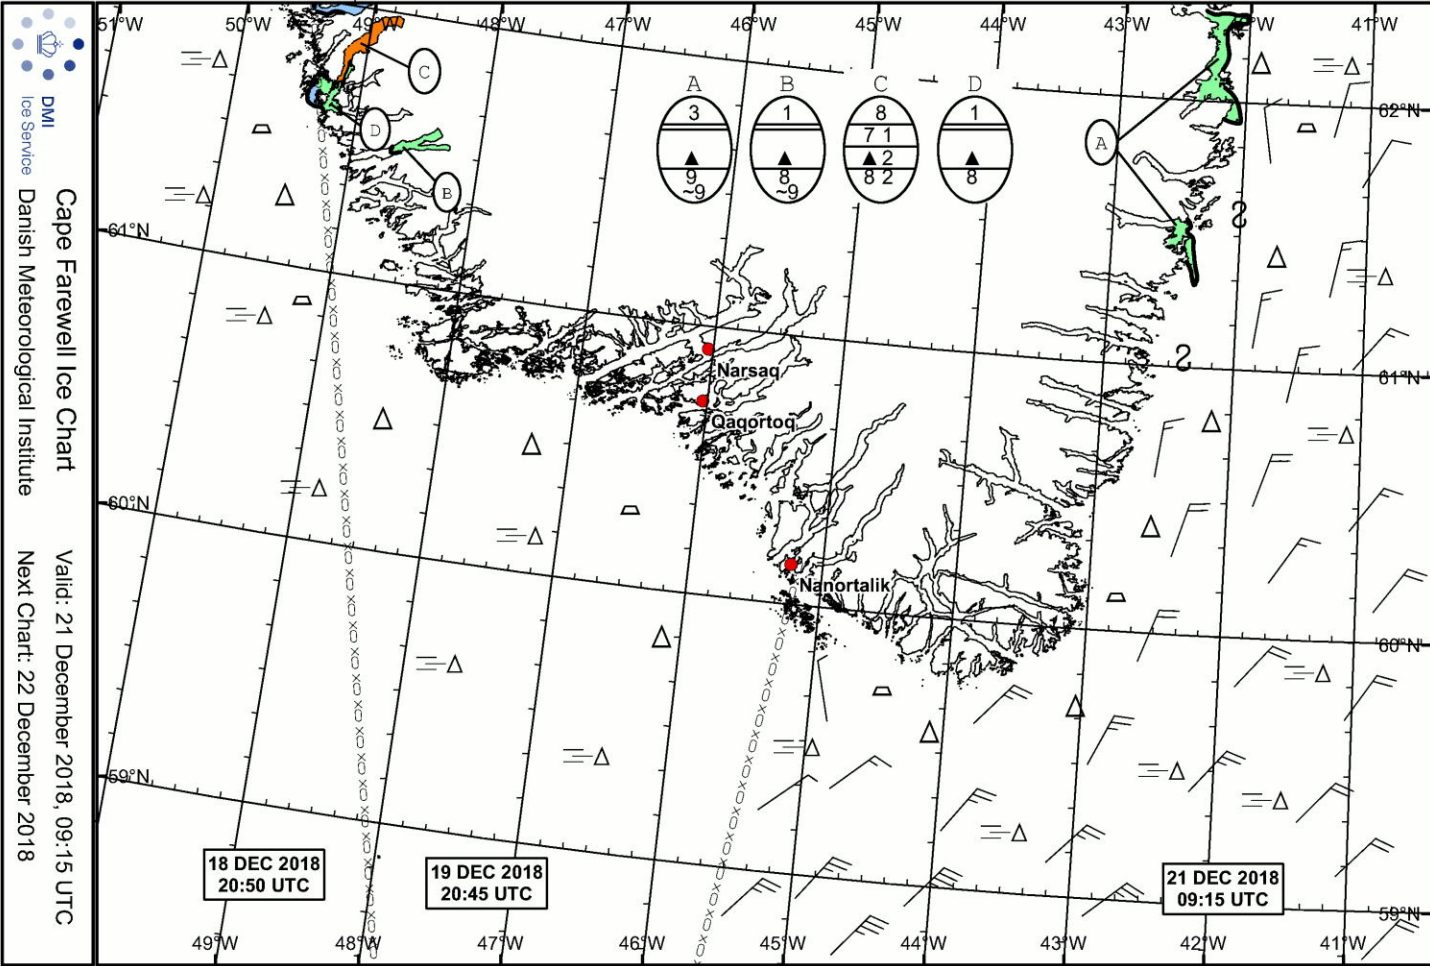 51°W 50°W 49°W 48°W 47°W 46°W 45°W 44°W 43°W 42°W 41°W
DMI
Ice Service
Cape Farewell Ice Chart
Danish Meteorological Institute
Valid: 21 December 2018, 09:15 UTC
Next Chart: 22 December 2018
A B C D
3 1 8 1
7 1
2
9 8 8 2 8
~9 ~9
C
D
B
A
62°N
61°N
61°N
Narsaq
Qaqortoq
60°N
Nanortalik
60°N
59°N
18 DEC 2018
20:50 UTC
19 DEC 2018
20:45 UTC
21 DEC 2018
09:15 UTC
59°N
49°W 48°W 47°W 46°W 45°W 44°W 43°W 42°W 41°W